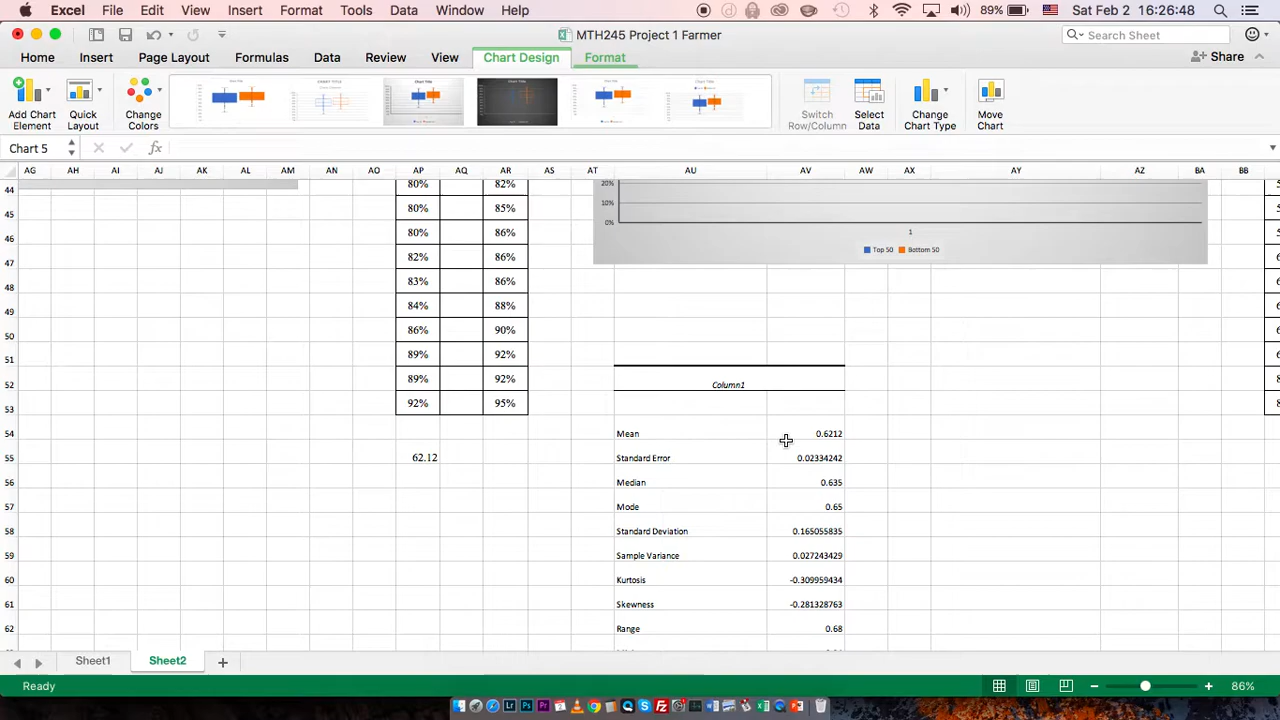 Excel File Edit View Insert Format Tools Data Window Help 89% Sat Feb 2 16:26:48
MTH245 Project 1 Farmer
Search Sheet
Home Insert Page Layout Formulas Data Review View Chart Design Format Share
Add Chart Element
Quick Layout
Change Colors
Switch Row/Column
Select Data
Change Chart Type
Move Chart
Chart 5
fx
AG AH AI AJ AK AL AM AN AO AP AQ AR AS AT AU AV AW AX AY AZ BA BB
44 80% 82% 20%
45 80% 85% 10%
46 80% 86% 0%
1
47 82% 86% Top 50 Bottom 50
48 83% 86%
49 84% 88%
50 86% 90%
51 89% 92%
52 89% 92% Column1
53 92% 95%
54 Mean 0.6212
55 62.12 Standard Error 0.02334242
56 Median 0.635
57 Mode 0.65
58 Standard Deviation 0.165055835
59 Sample Variance 0.027243429
60 Kurtosis -0.309959434
61 Skewness -0.281328763
62 Range 0.68
Sheet1 Sheet2
Ready 86%